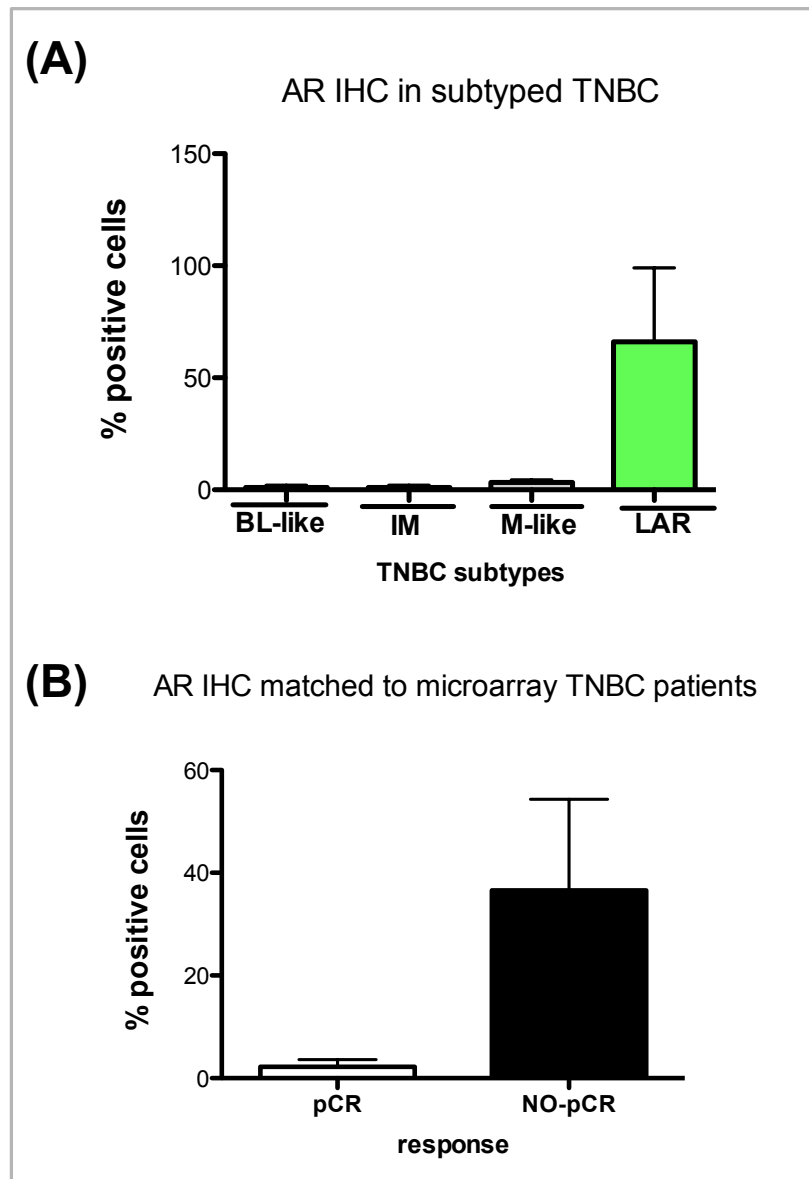 (A)
AR IHC in subtyped TNBC
150
100
50
0
% positive cells
BL-like IM M-like LAR
TNBC subtypes
(B)
AR IHC matched to microarray TNBC patients
60
40
20
0
% positive cells
pCR NO-pCR
response